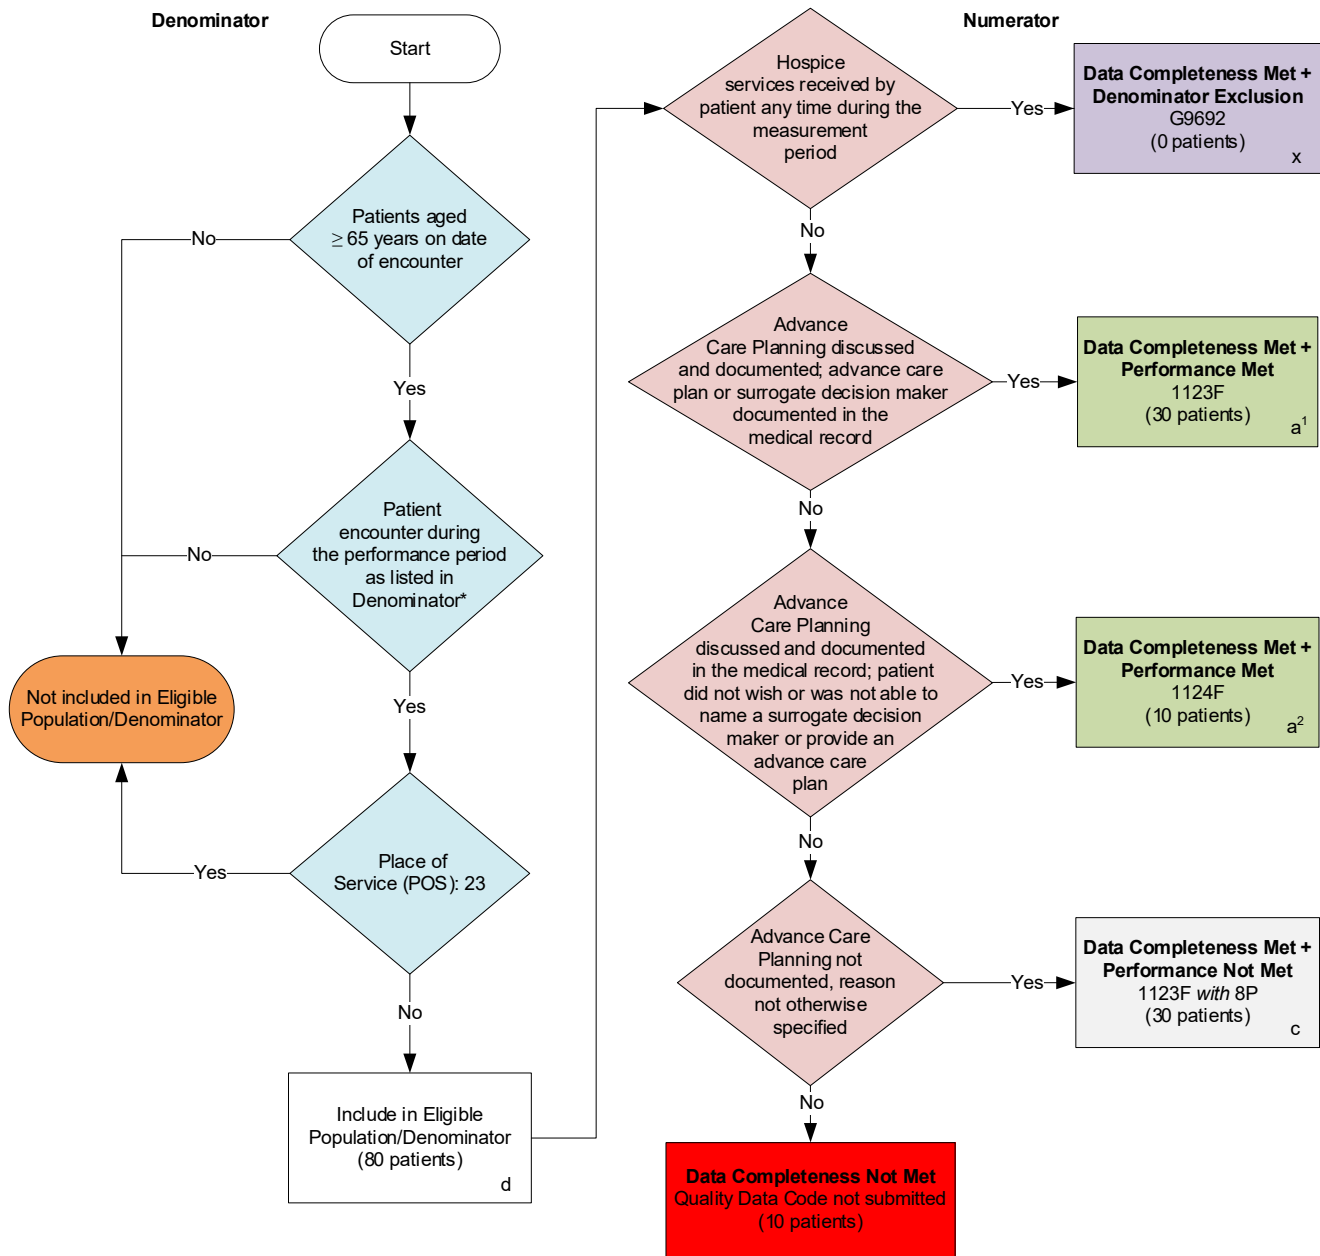 Denominator
Start
Patients aged
≥ 65 years on date
of encounter
No
Yes
Patient
encounter during
the performance period
as listed in
Denominator*
No
Yes
Not included in Eligible
Population/Denominator
Place of
Service (POS): 23
Yes
No
Include in Eligible
Population/Denominator
(80 patients)
d
Numerator
Hospice
services received by
patient any time during the
measurement
period
Yes
Data Completeness Met +
Denominator Exclusion
G9692
(0 patients)
x
No
Advance
Care Planning discussed
and documented; advance care
plan or surrogate decision maker
documented in the
medical record
Yes
Data Completeness Met +
Performance Met
1123F
(30 patients)
a¹
No
Advance
Care Planning
discussed and documented
in the medical record; patient
did not wish or was not able to
name a surrogate decision
maker or provide an
advance care
plan
Yes
Data Completeness Met +
Performance Met
1124F
(10 patients)
a²
No
Advance Care
Planning not
documented, reason
not otherwise
specified
Yes
Data Completeness Met +
Performance Not Met
1123F with 8P
(30 patients)
c
No
Data Completeness Not Met
Quality Data Code not submitted
(10 patients)